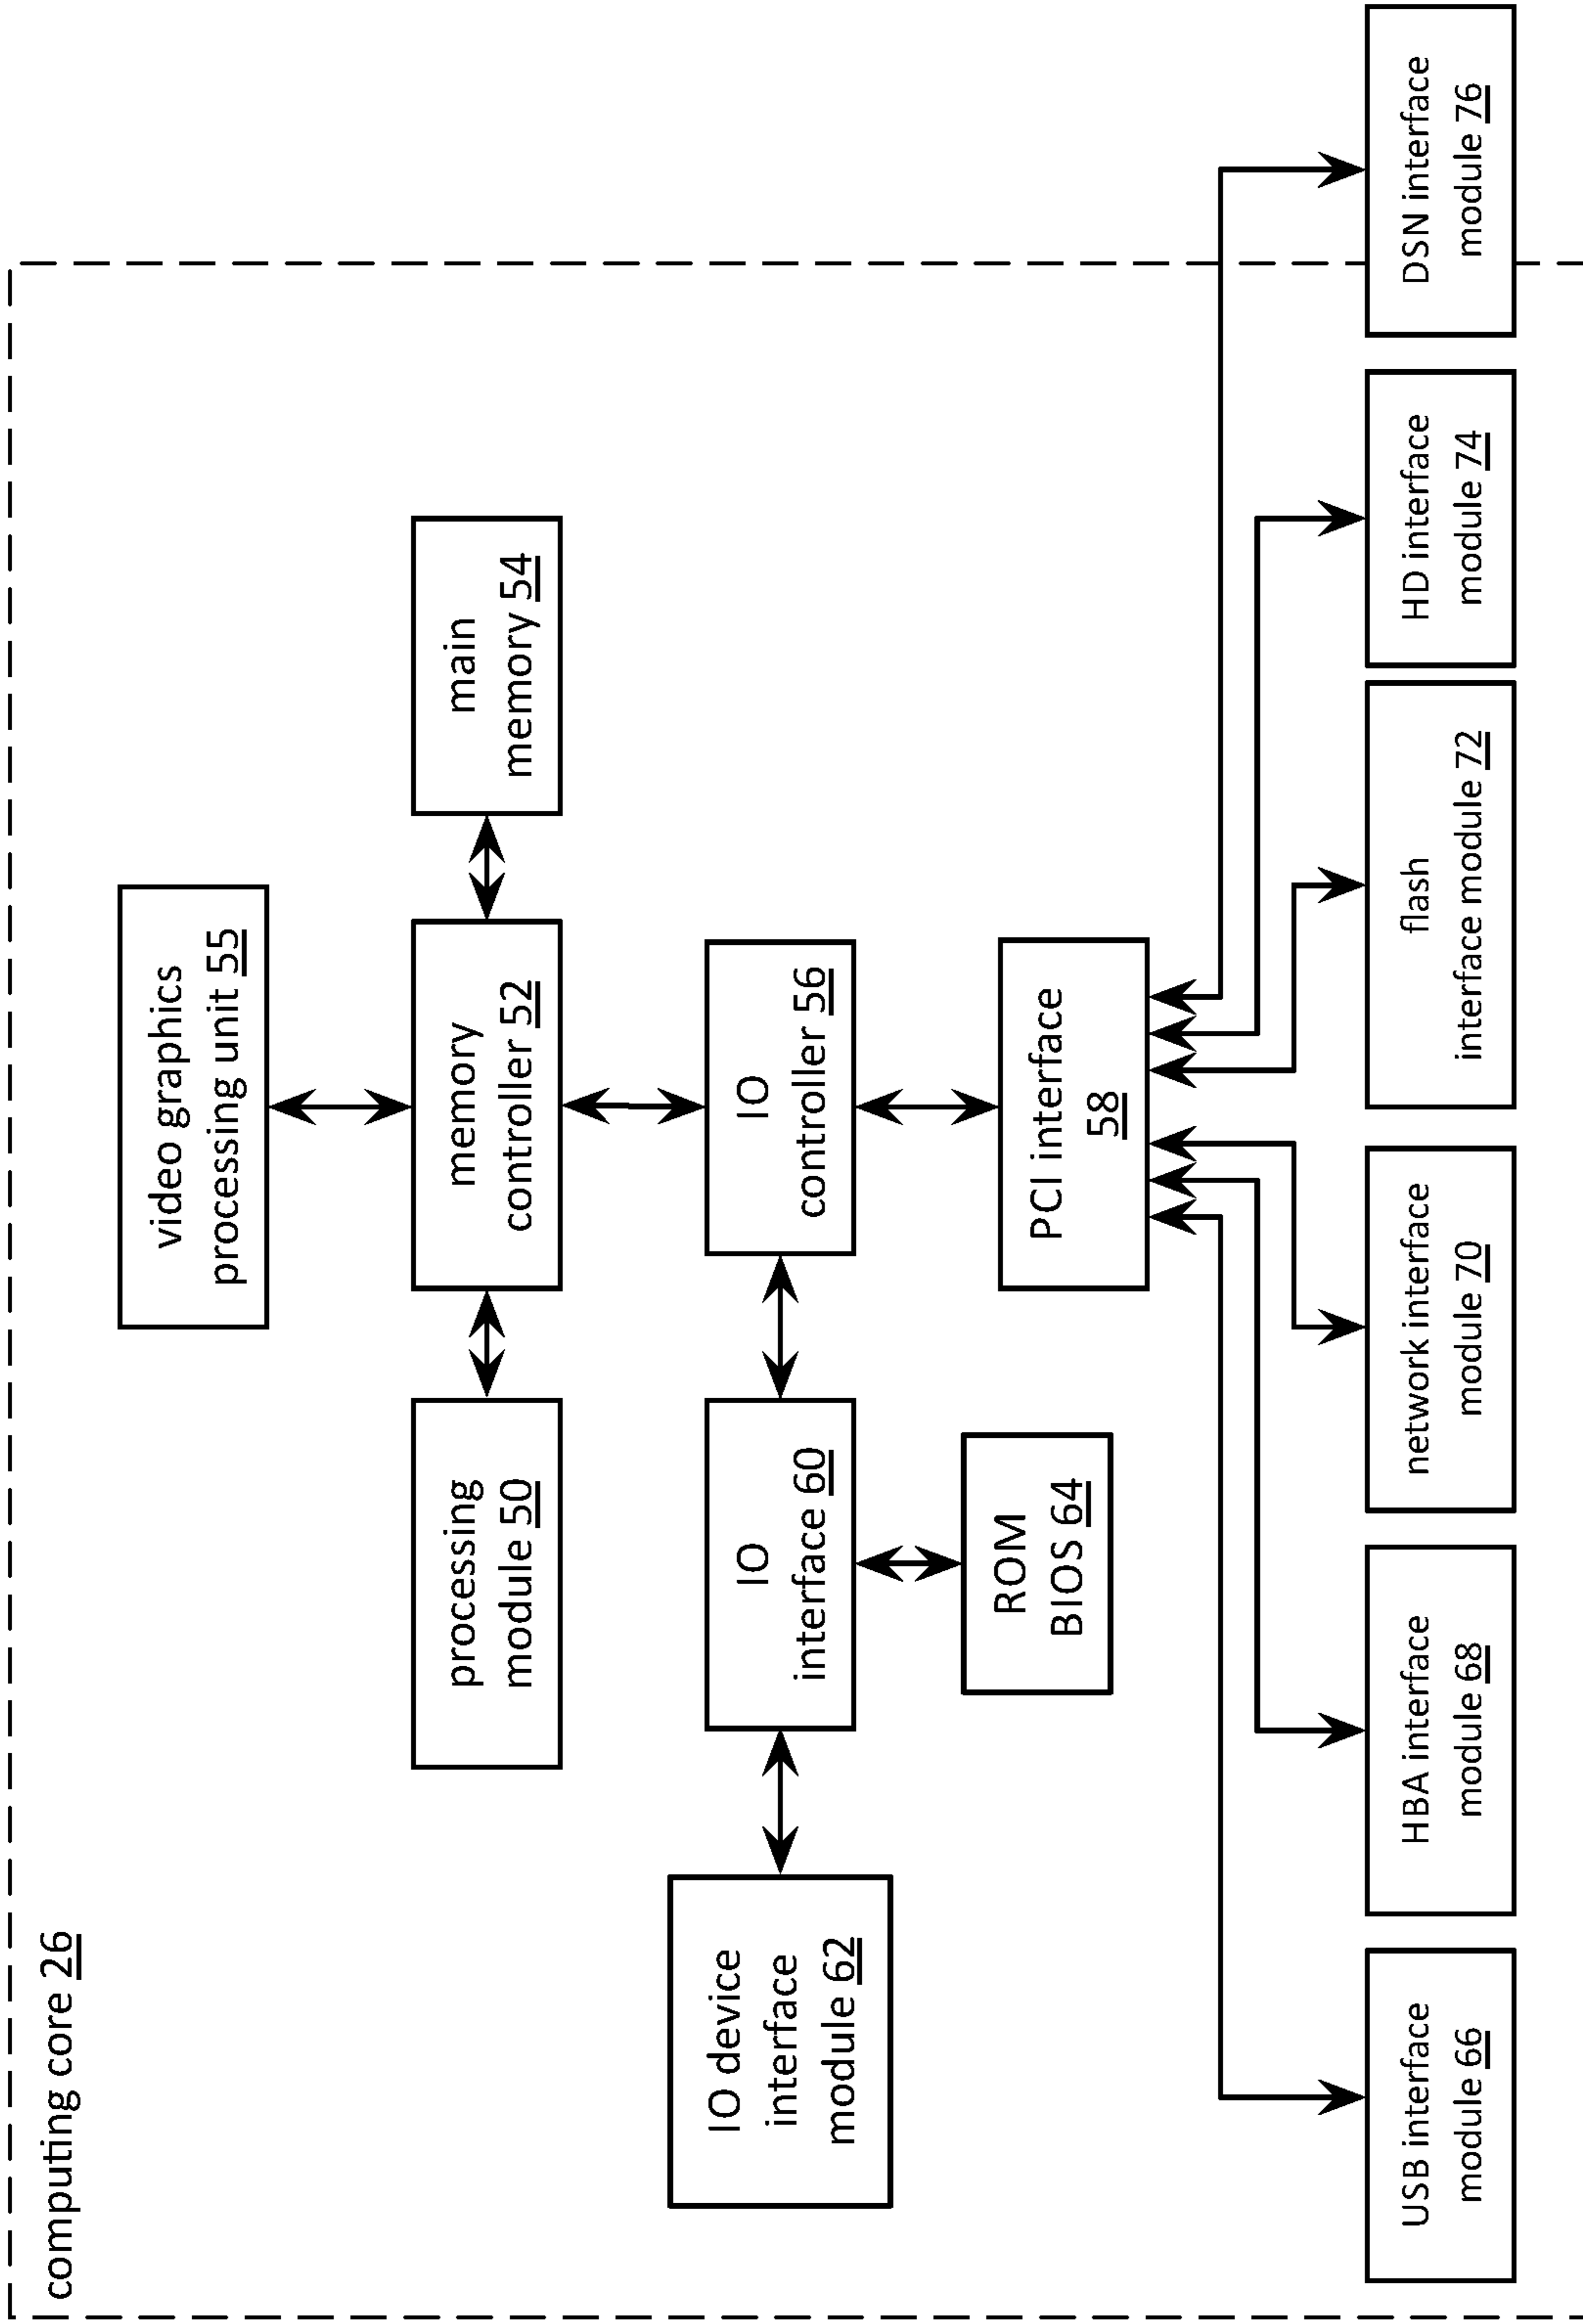 computing core 26
video graphics
processing unit 55
processing
module 50
memory
controller 52
main
memory 54
IO device
interface
module 62
IO
interface 60
IO
controller 56
ROM
BIOS 64
PCI interface
58
USB interface
module 66
HBA interface
module 68
network interface
module 70
flash
interface module 72
HD interface
module 74
DSN interface
module 76